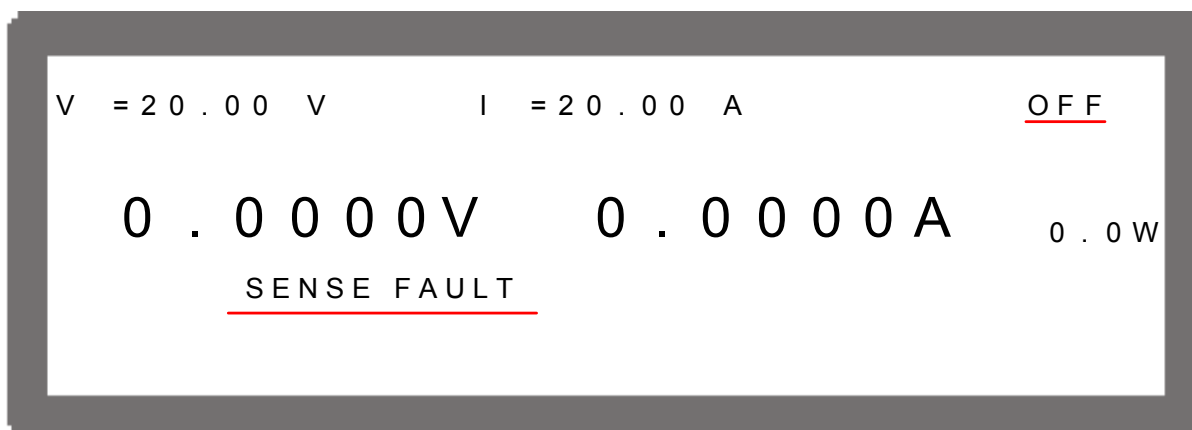 V =20.00 V I =20.00 A OFF
0.0000V 0.0000A 0.0W
SENSE FAULT